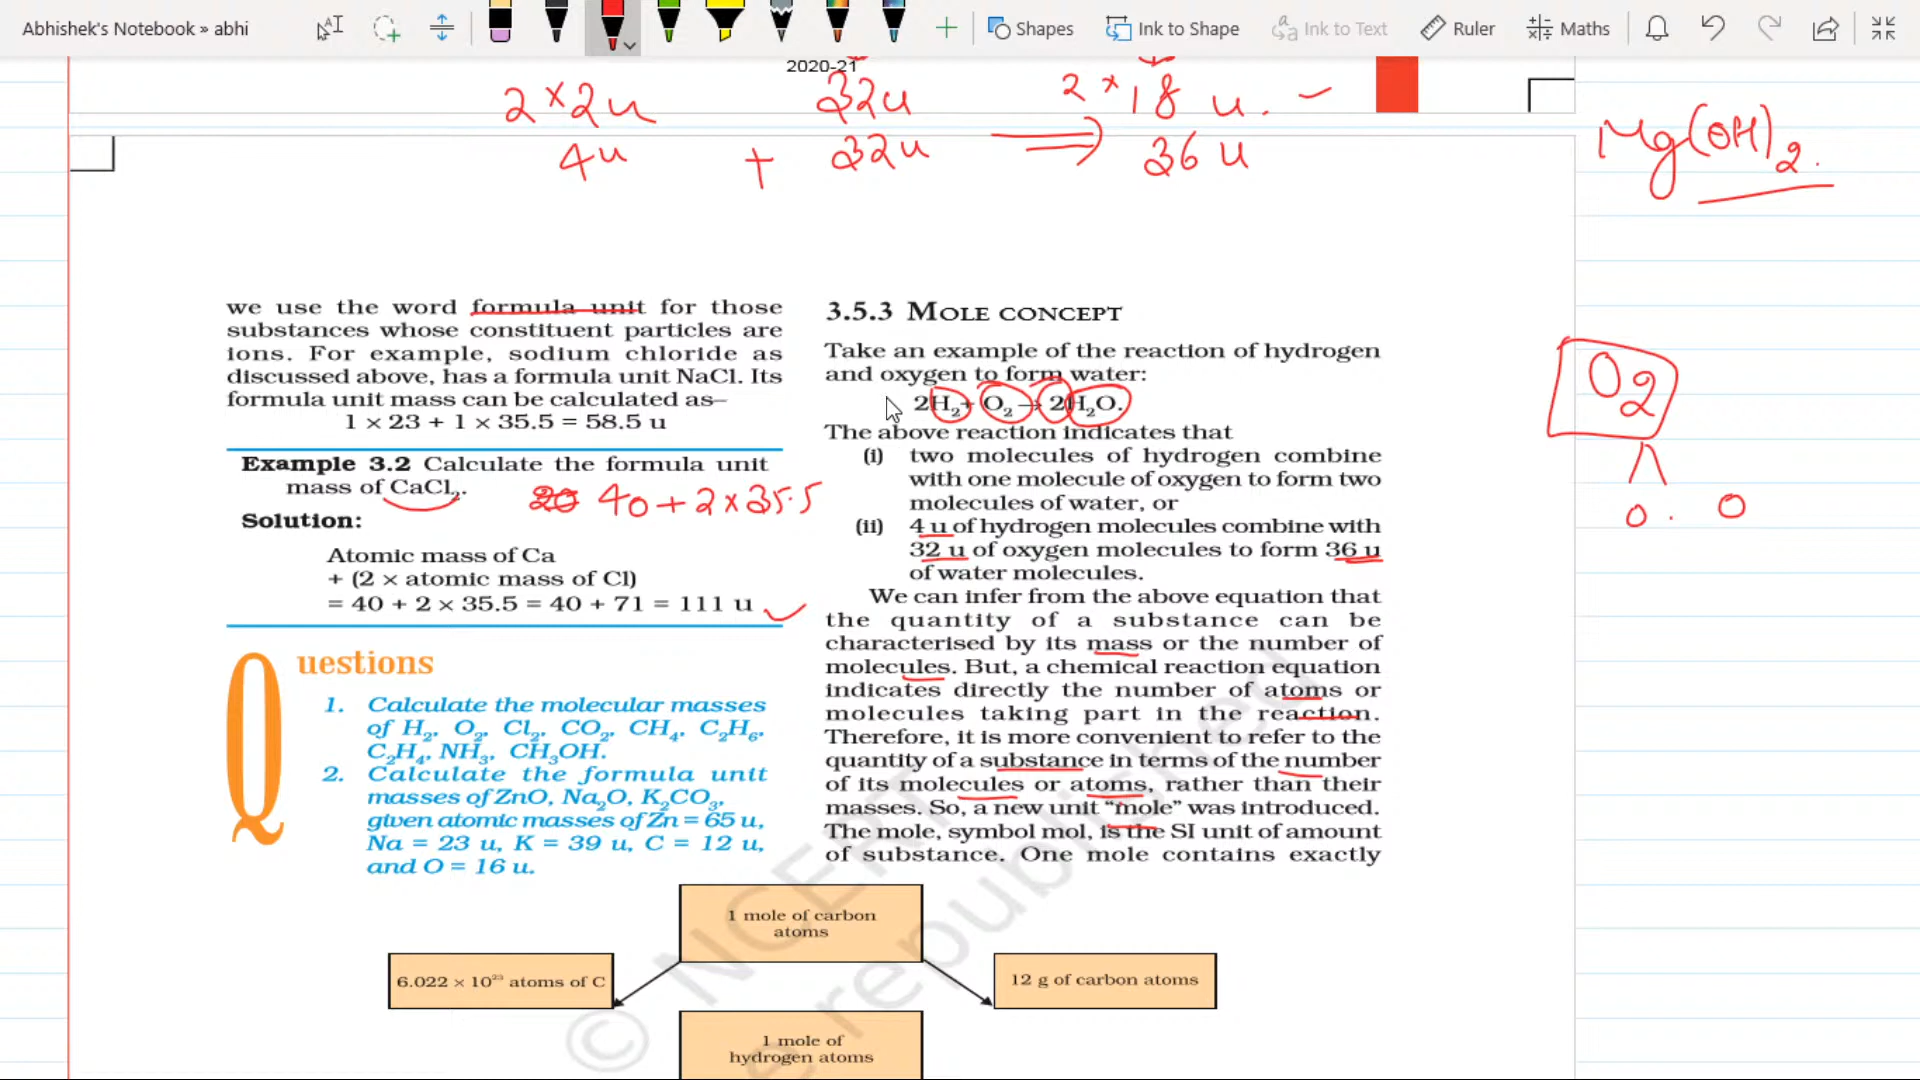 Abhishek's Notebook » abhi
Shapes
Ink to Shape
Ink to Text
Ruler
Maths
2020-21
2 × 2u 32u 2 × 18 u.
4u + 32u ⟹ 36 u
Mg(OH)₂.
we use the word formula unit for those
substances whose constituent particles are
ions. For example, sodium chloride as
discussed above, has a formula unit NaCl. Its
formula unit mass can be calculated as–
1 × 23 + 1 × 35.5 = 58.5 u
Example 3.2 Calculate the formula unit
mass of CaCl₂.
40 + 2 × 35.5
Solution:
Atomic mass of Ca
+ (2 × atomic mass of Cl)
= 40 + 2 × 35.5 = 40 + 71 = 111 u
Questions
1. Calculate the molecular masses
of H₂, O₂, Cl₂, CO₂, CH₄, C₂H₆,
C₂H₄, NH₃, CH₃OH.
2. Calculate the formula unit
masses of ZnO, Na₂O, K₂CO₃,
given atomic masses of Zn = 65 u,
Na = 23 u, K = 39 u, C = 12 u,
and O = 16 u.
3.5.3 MOLE CONCEPT
Take an example of the reaction of hydrogen
and oxygen to form water:
2H₂+ O₂ → 2H₂O.
The above reaction indicates that
(i) two molecules of hydrogen combine
with one molecule of oxygen to form two
molecules of water, or
(ii) 4 u of hydrogen molecules combine with
32 u of oxygen molecules to form 36 u
of water molecules.
We can infer from the above equation that
the quantity of a substance can be
characterised by its mass or the number of
molecules. But, a chemical reaction equation
indicates directly the number of atoms or
molecules taking part in the reaction.
Therefore, it is more convenient to refer to the
quantity of a substance in terms of the number
of its molecules or atoms, rather than their
masses. So, a new unit “mole” was introduced.
The mole, symbol mol, is the SI unit of amount
of substance. One mole contains exactly
O₂
O . O
1 mole of carbon
atoms
6.022 × 10²³ atoms of C
12 g of carbon atoms
1 mole of
hydrogen atoms
© NCERT
republished